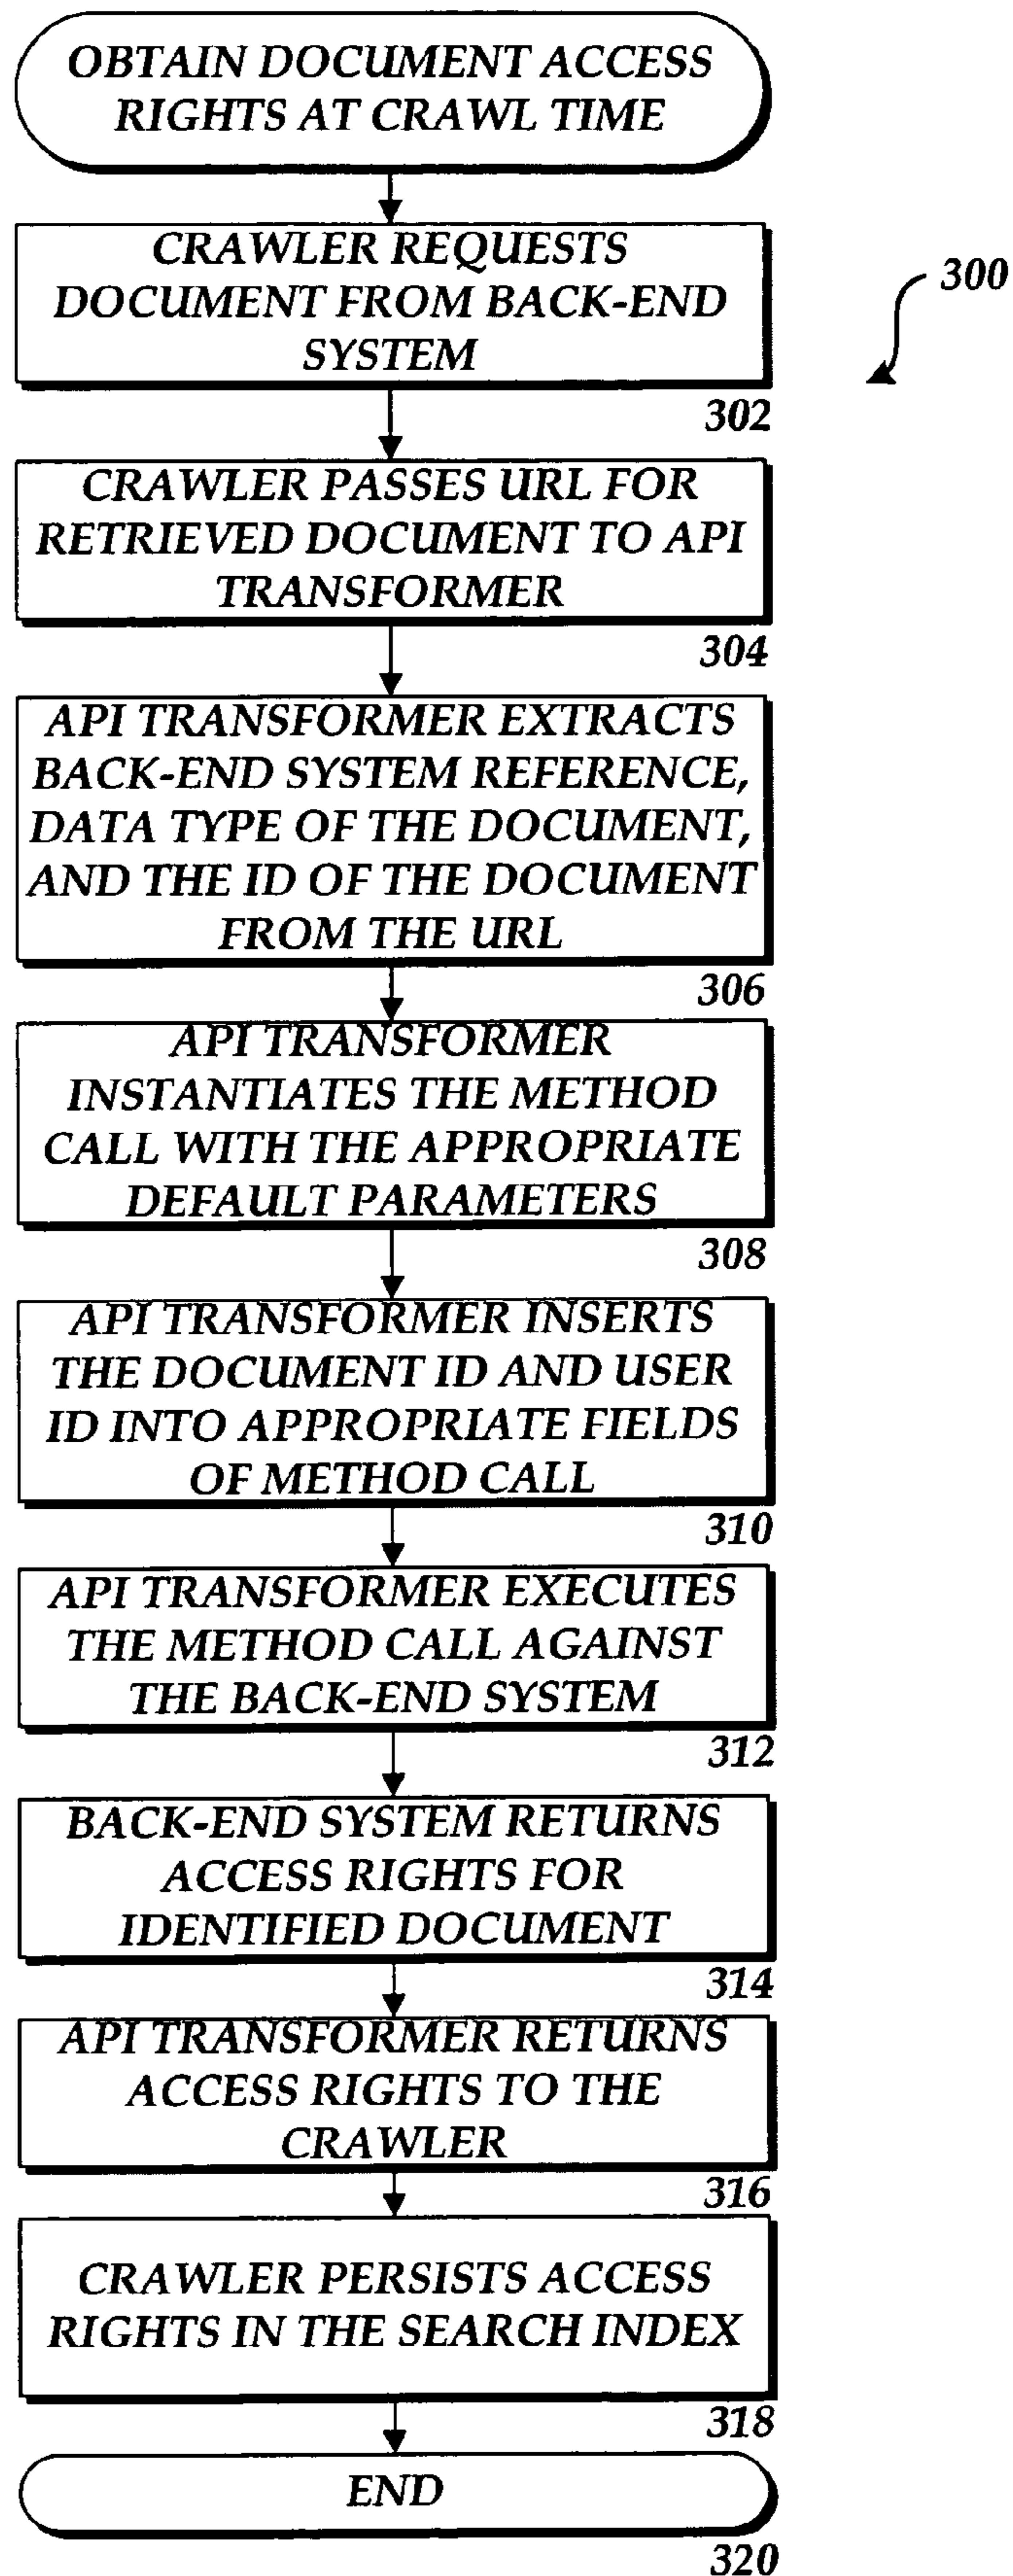 OBTAIN DOCUMENT ACCESS
RIGHTS AT CRAWL TIME
CRAWLER REQUESTS
DOCUMENT FROM BACK-END
SYSTEM
300
302
CRAWLER PASSES URL FOR
RETRIEVED DOCUMENT TO API
TRANSFORMER
304
API TRANSFORMER EXTRACTS
BACK-END SYSTEM REFERENCE,
DATA TYPE OF THE DOCUMENT,
AND THE ID OF THE DOCUMENT
FROM THE URL
306
API TRANSFORMER
INSTANTIATES THE METHOD
CALL WITH THE APPROPRIATE
DEFAULT PARAMETERS
308
API TRANSFORMER INSERTS
THE DOCUMENT ID AND USER
ID INTO APPROPRIATE FIELDS
OF METHOD CALL
310
API TRANSFORMER EXECUTES
THE METHOD CALL AGAINST
THE BACK-END SYSTEM
312
BACK-END SYSTEM RETURNS
ACCESS RIGHTS FOR
IDENTIFIED DOCUMENT
314
API TRANSFORMER RETURNS
ACCESS RIGHTS TO THE
CRAWLER
316
CRAWLER PERSISTS ACCESS
RIGHTS IN THE SEARCH INDEX
318
END
320